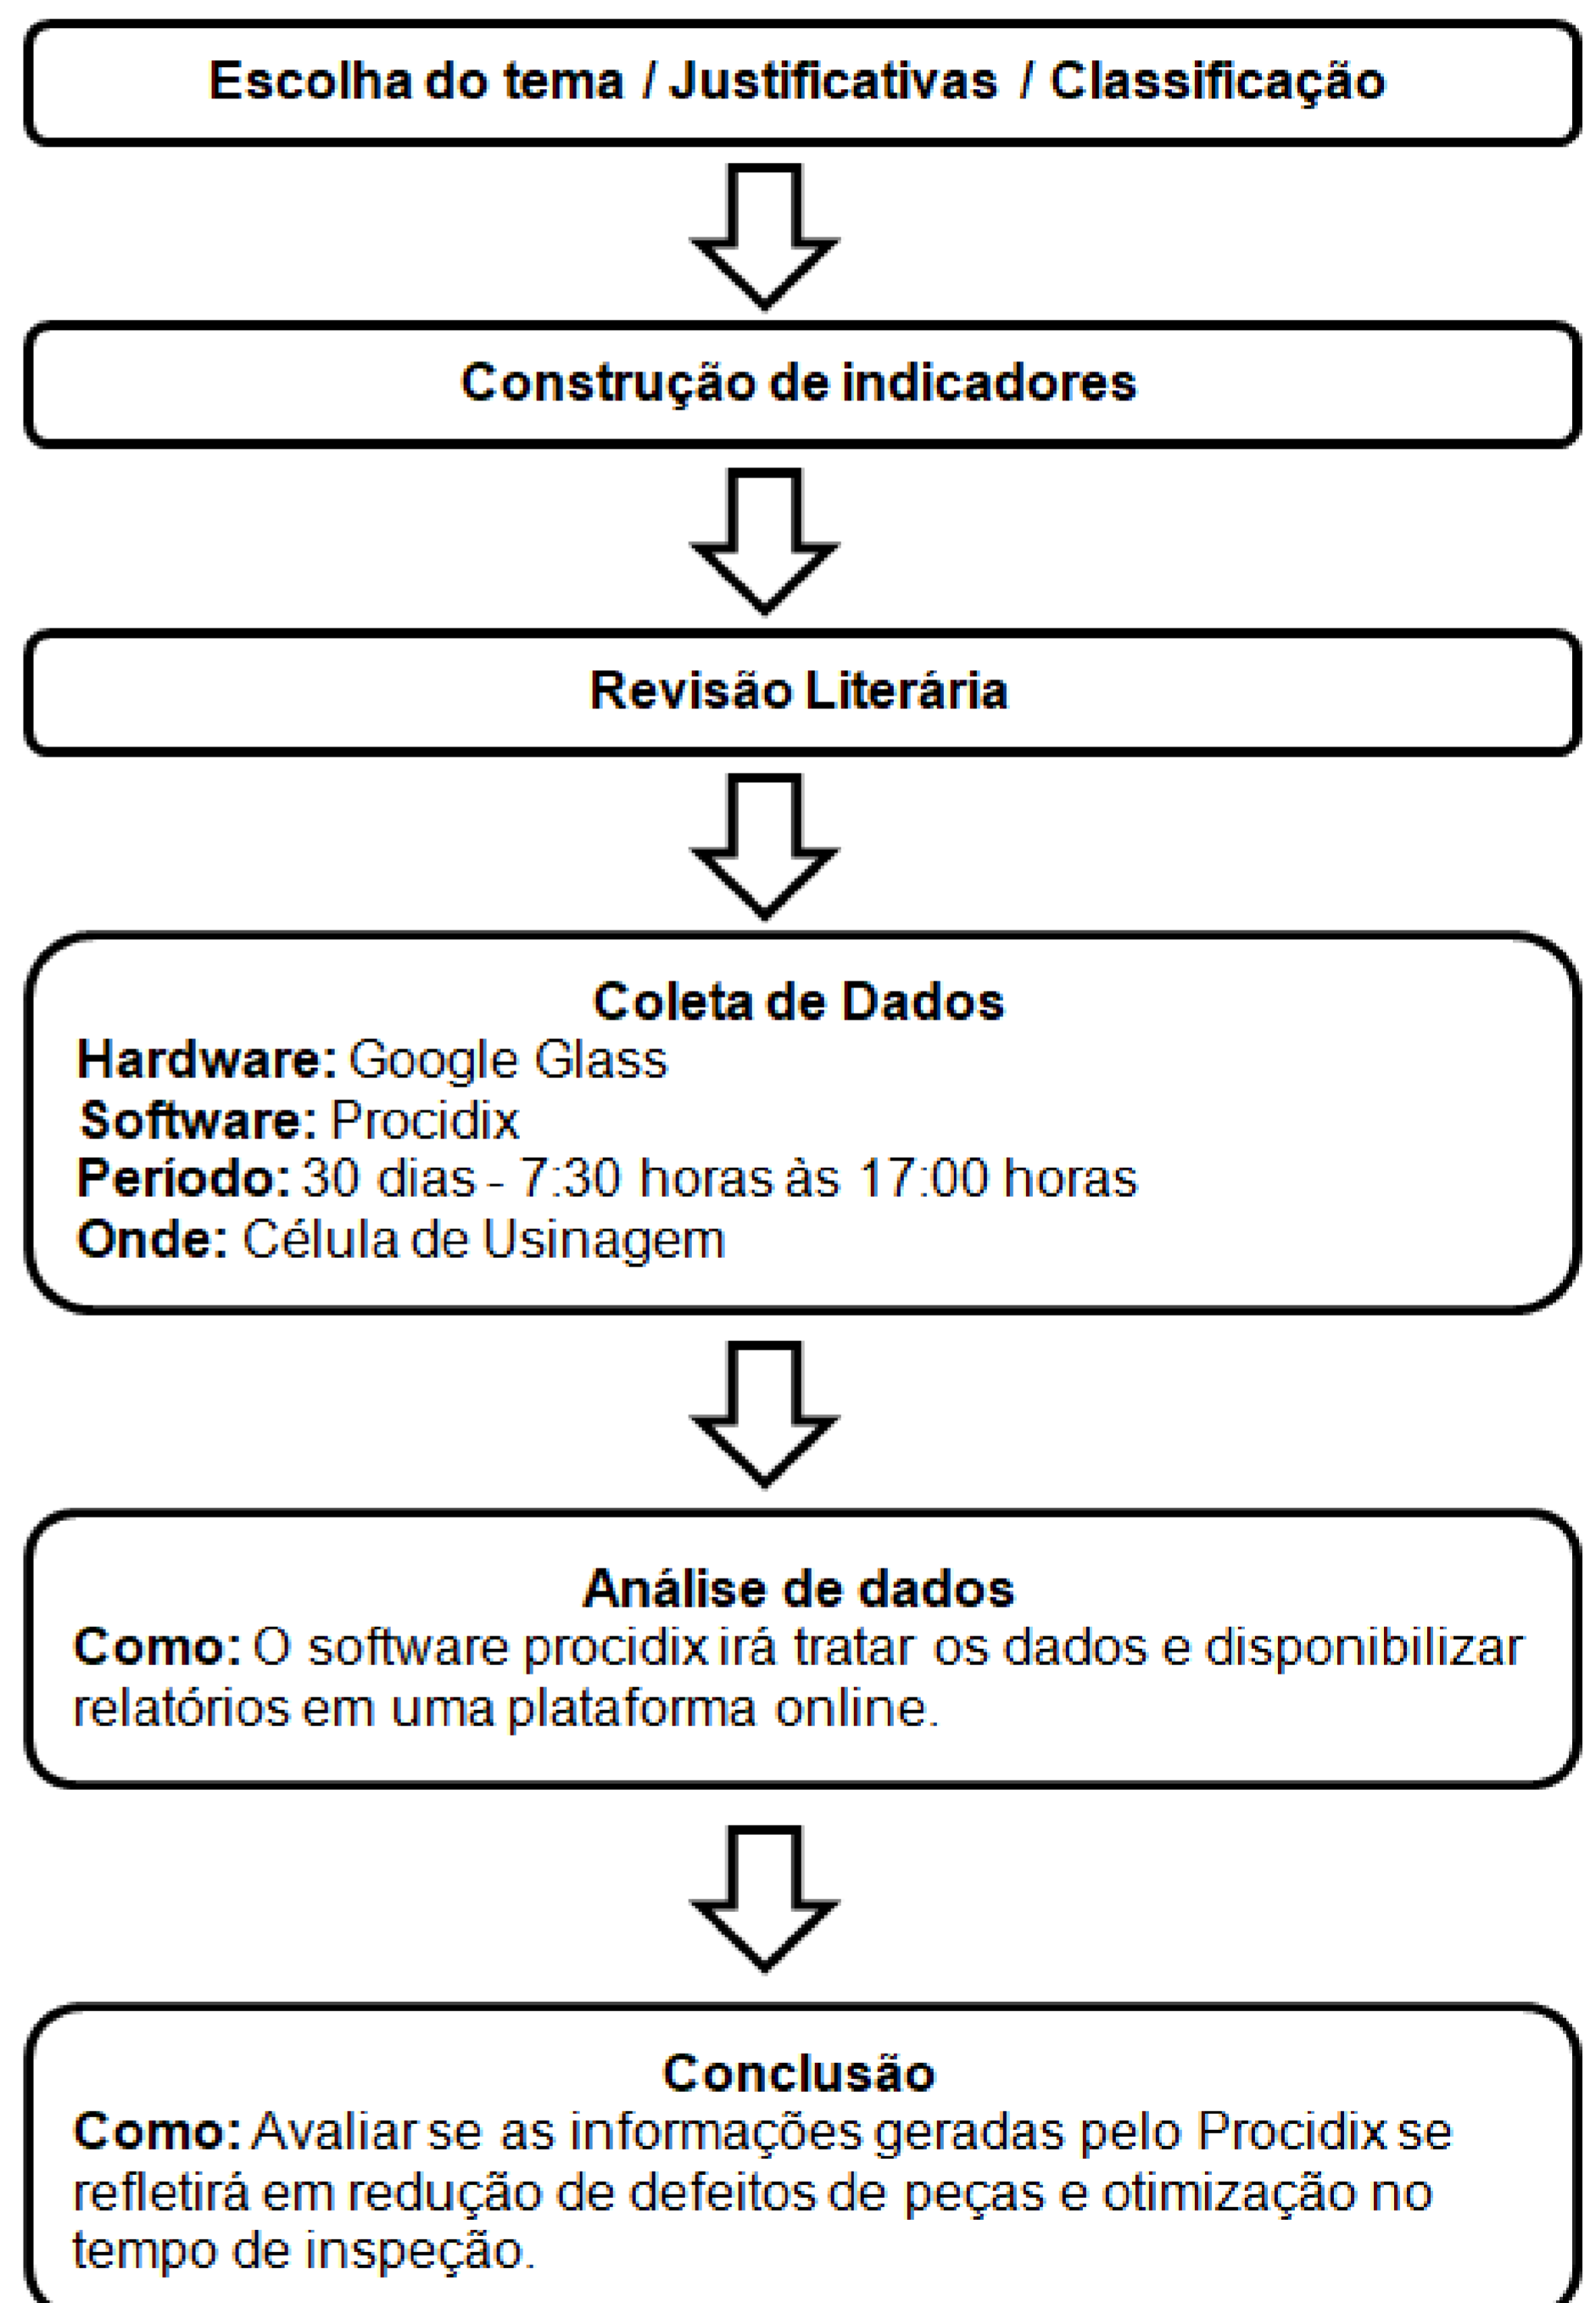 Escolha do tema / Justificativas / Classificação
Construção de indicadores
Revisão Literária
Coleta de Dados
Hardware: Google Glass
Software: Procidix
Período: 30 dias - 7:30 horas às 17:00 horas
Onde: Célula de Usinagem
Análise de dados
Como: O software procidix irá tratar os dados e disponibilizar
relatórios em uma plataforma online.
Conclusão
Como: Avaliar se as informações geradas pelo Procidix se
refletirá em redução de defeitos de peças e otimização no
tempo de inspeção.